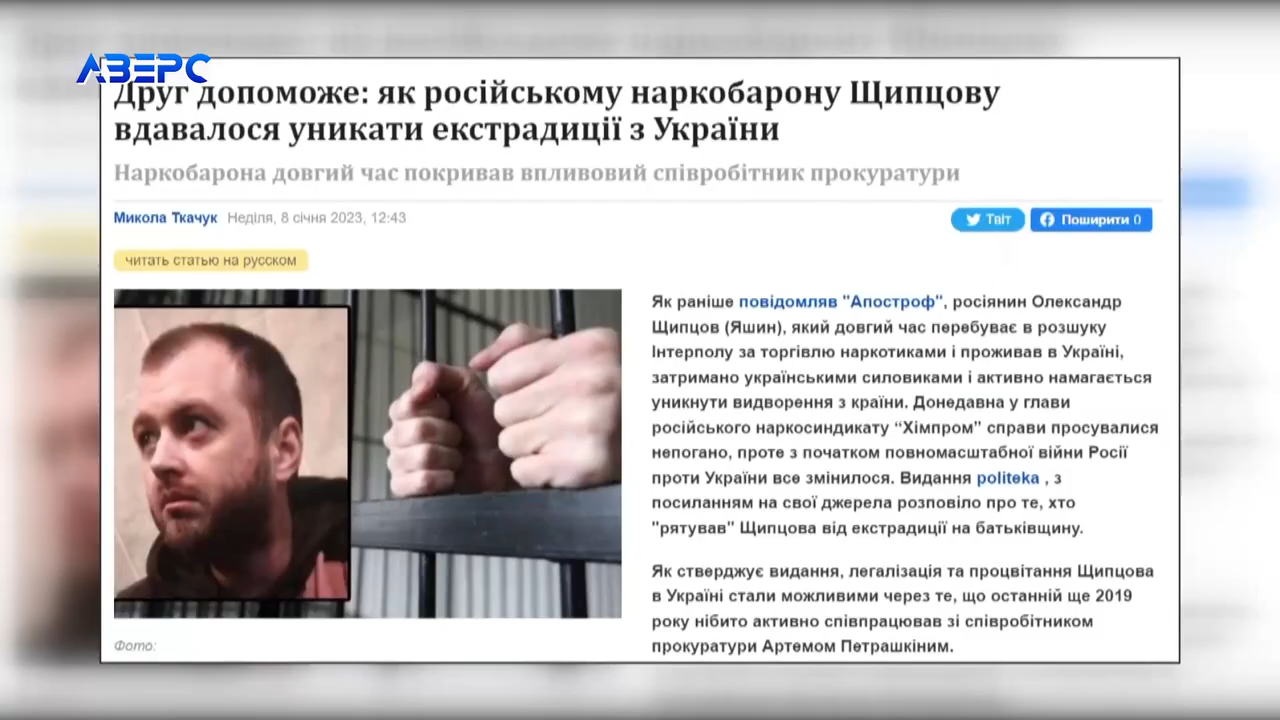 АВЕРС
Друг допоможе: як російському наркобарону Щипцову
вдавалося уникати екстрадиції з України
Наркобарона довгий час покривав впливовий співробітник прокуратури
Микола Ткачук Неділя, 8 січня 2023, 12:43
Твіт
Поширити 0
читать статью на русском
Як раніше повідомляв "Апостроф", росіянин Олександр
Щипцов (Яшин), який довгий час перебуває в розшуку
Інтерполу за торгівлю наркотиками і проживав в Україні,
затримано українськими силовиками і активно намагається
уникнути видворення з країни. Донедавна у глави
російського наркосиндикату “Хімпром” справи просувалися
непогано, проте з початком повномасштабної війни Росії
проти України все змінилося. Видання politeka , з
посиланням на свої джерела розповіло про те, хто
"рятував" Щипцова від екстрадиції на батьківщину.
Як стверджує видання, легалізація та процвітання Щипцова
в Україні стали можливими через те, що останній ще 2019
року нібито активно співпрацював зі співробітником
прокуратури Артемом Петрашкіним.
Фото: